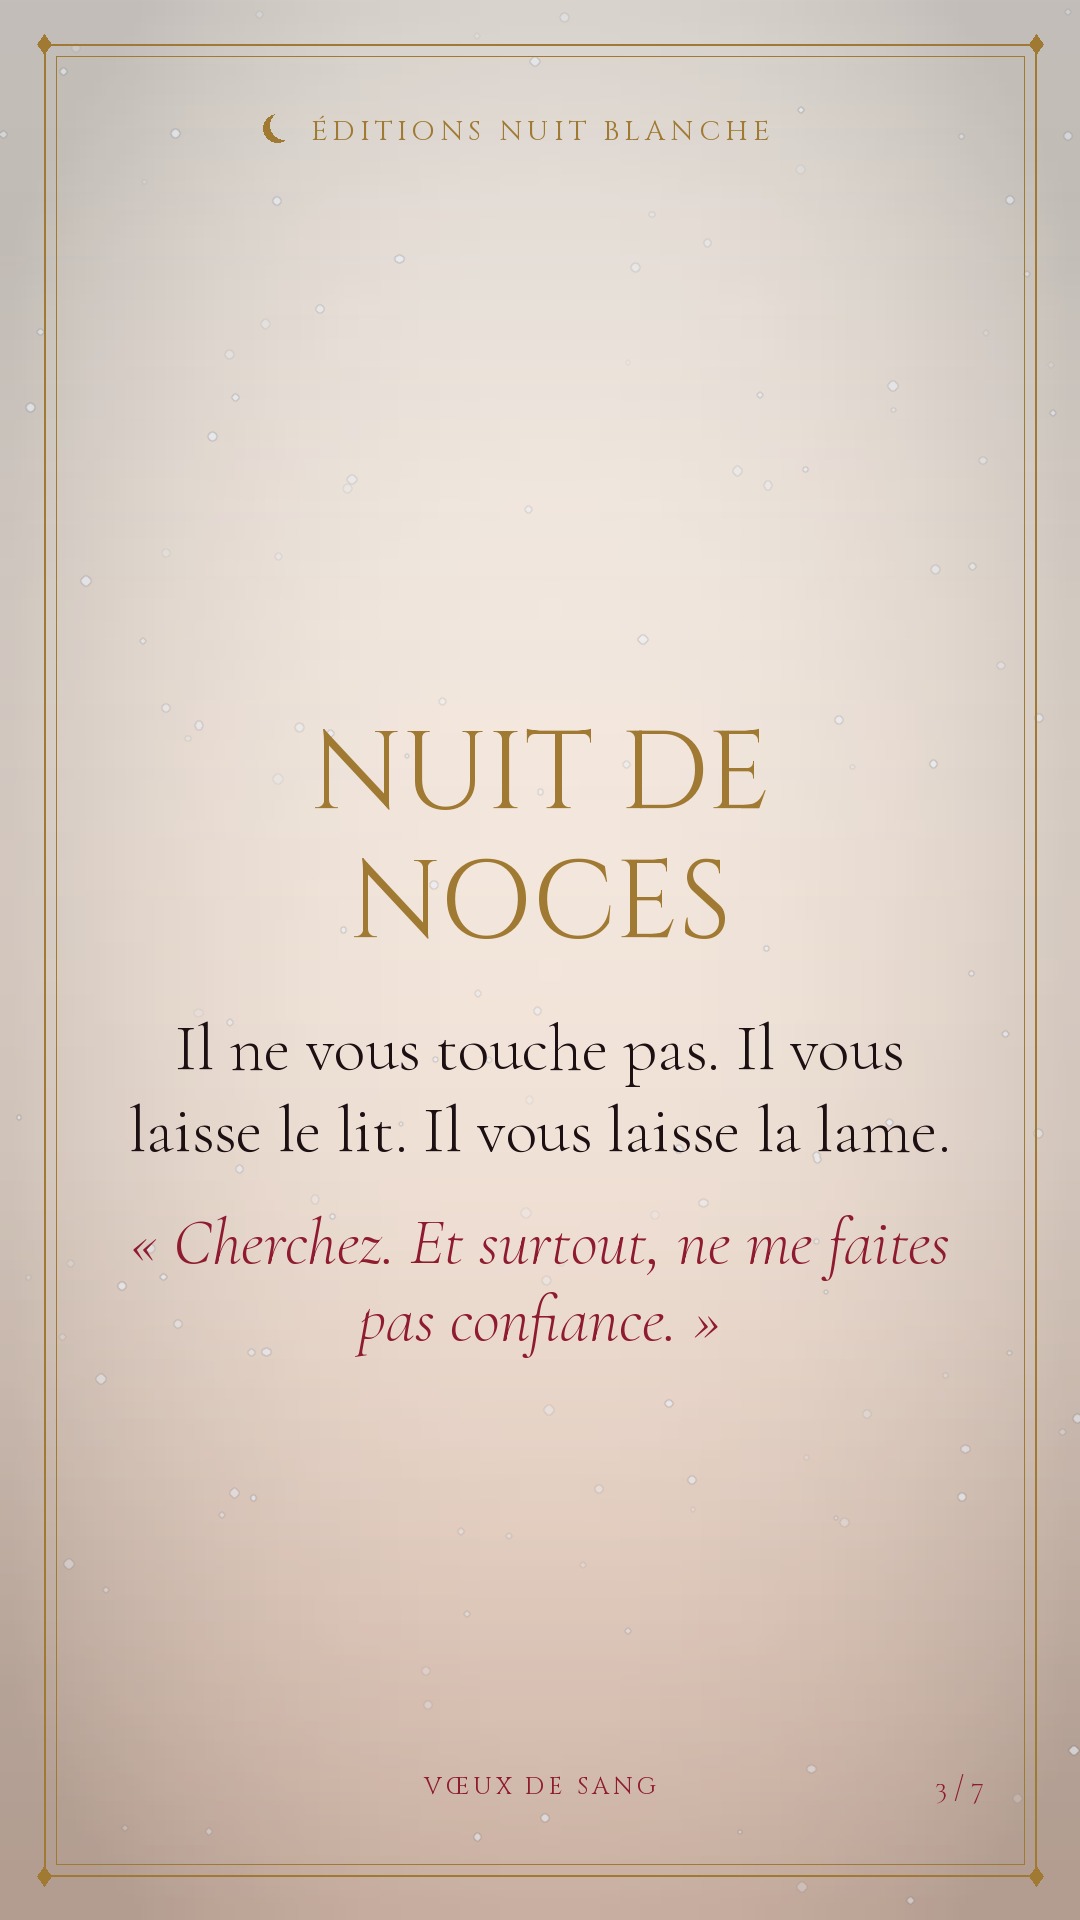 ÉDITIONS NUIT BLANCHE
NUIT DE
NOCES
Il ne vous touche pas. Il vous
laisse le lit. Il vous laisse la lame.
« Cherchez. Et surtout, ne me faites
pas confiance. »
VŒUX DE SANG
3/7